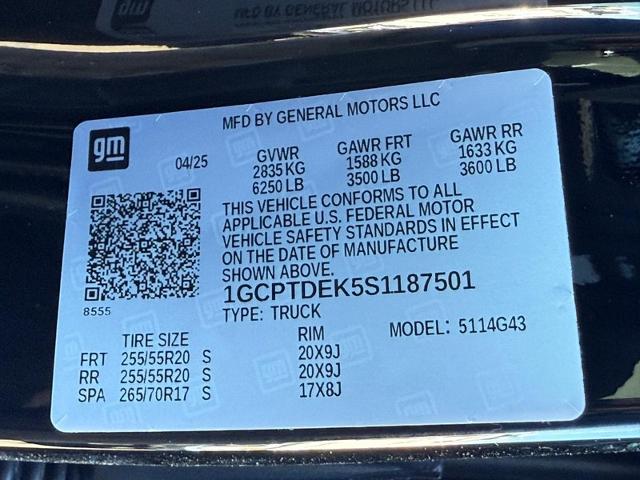 MFD BY GENERAL MOTORS LLC
gm
04/25
GVWR GAWR FRT GAWR RR
2835 KG 1588 KG 1633 KG
6250 LB 3500 LB 3600 LB
THIS VEHICLE CONFORMS TO ALL
APPLICABLE U.S. FEDERAL MOTOR
VEHICLE SAFETY STANDARDS IN EFFECT
ON THE DATE OF MANUFACTURE
SHOWN ABOVE.
8555
1GCPTDEK5S1187501
TYPE: TRUCK MODEL: 5114G43
TIRE SIZE RIM
FRT 255/55R20 S 20X9J
RR 255/55R20 S 20X9J
SPA 265/70R17 S 17X8J